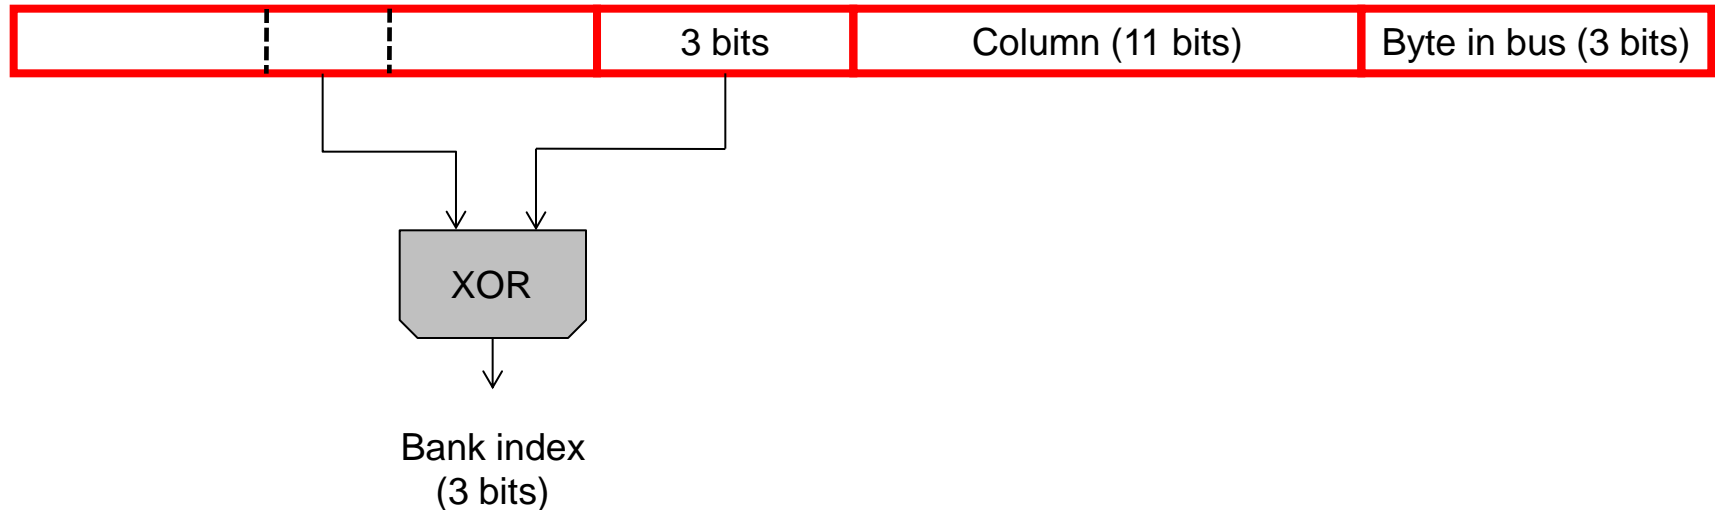 3 bits
Column (11 bits)
Byte in bus (3 bits)
XOR
Bank index
(3 bits)